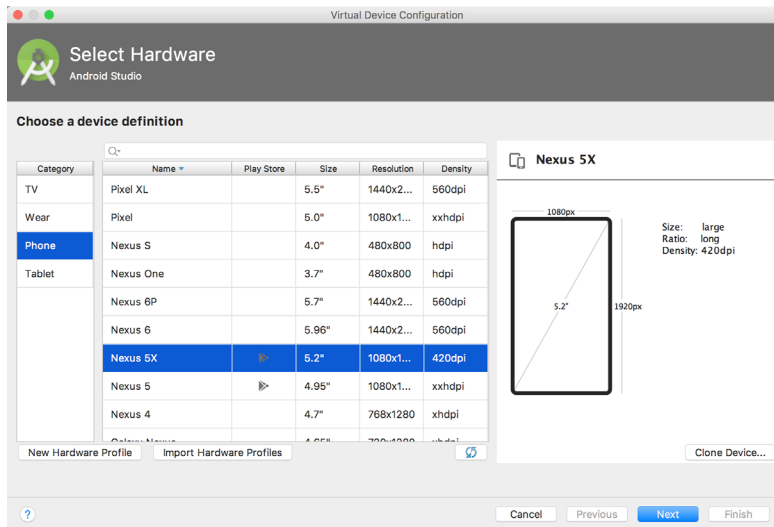 Virtual Device Configuration
Select Hardware
Android Studio
Choose a device definition
Category
Name Play Store Size Resolution Density
TV
Wear
Phone
Tablet
Pixel XL 5.5" 1440x2... 560dpi
Pixel 5.0" 1080x1... xxhdpi
Nexus S 4.0" 480x800 hdpi
Nexus One 3.7" 480x800 hdpi
Nexus 6P 5.7" 1440x2... 560dpi
Nexus 6 5.96" 1440x2... 560dpi
Nexus 5X 5.2" 1080x1... 420dpi
Nexus 5 4.95" 1080x1... xxhdpi
Nexus 4 4.7" 768x1280 xhdpi
New Hardware Profile Import Hardware Profiles
Nexus 5X
1080px
5.2"
1920px
Size: large
Ratio: long
Density: 420dpi
Clone Device...
? Cancel Previous Next Finish